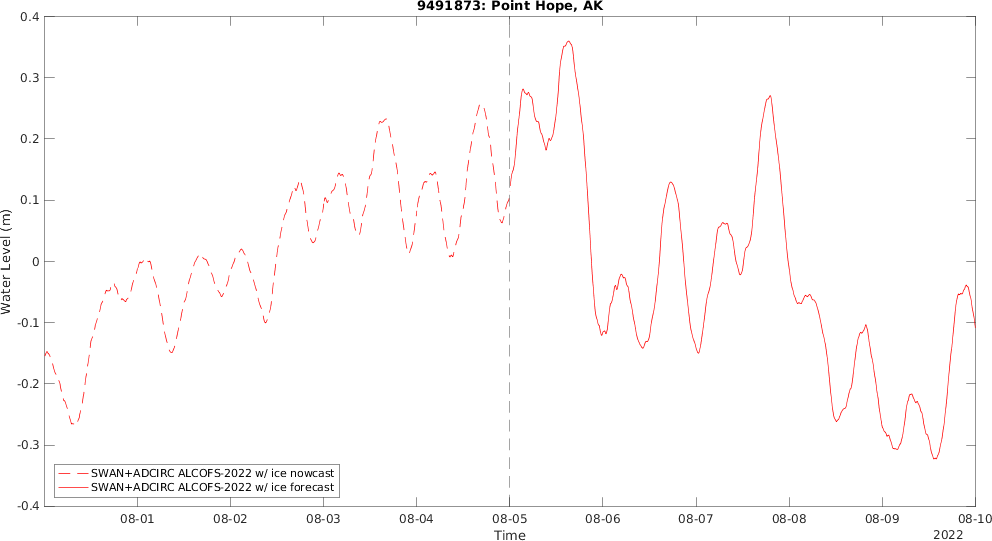 9491873: Point Hope, AK
Water Level (m)
0.4
0.3
0.2
0.1
0
-0.1
-0.2
-0.3
-0.4
SWAN+ADCIRC ALCOFS-2022 w/ ice nowcast
SWAN+ADCIRC ALCOFS-2022 w/ ice forecast
08-01 08-02 08-03 08-04 08-05 08-06 08-07 08-08 08-09 08-10
Time
2022